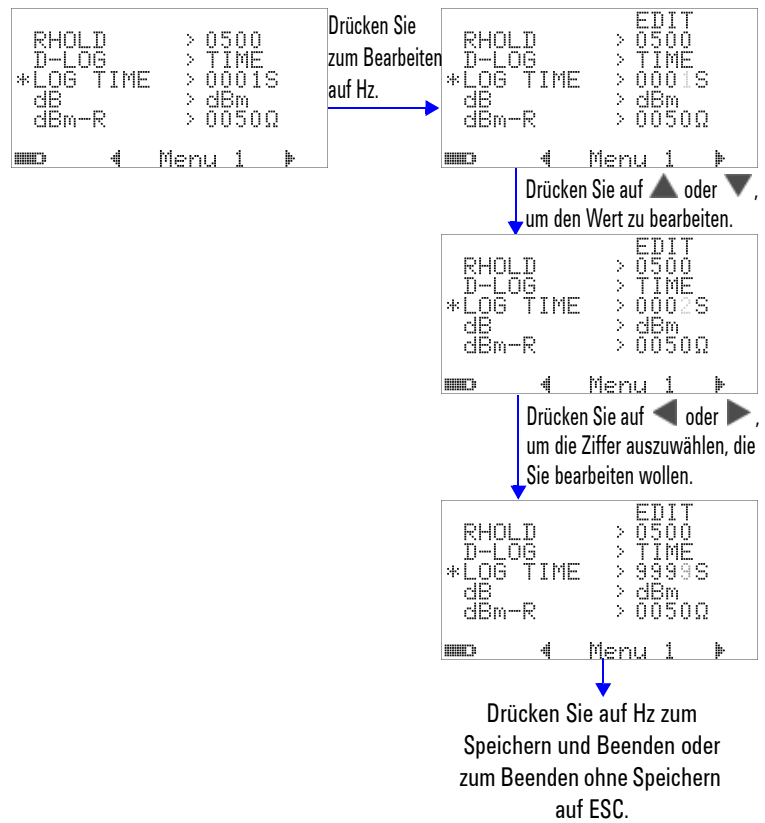 RHOLD > 0500
D-LOG > TIME
*LOG TIME > 0001S
dB > dBm
dBm-R > 0050Ω
Menu 1
Drücken Sie
zum Bearbeiten
auf Hz.
EDIT
RHOLD > 0500
D-LOG > TIME
*LOG TIME > 0001S
dB > dBm
dBm-R > 0050Ω
Menu 1
Drücken Sie auf ▲ oder ▼,
um den Wert zu bearbeiten.
EDIT
RHOLD > 0500
D-LOG > TIME
*LOG TIME > 0002S
dB > dBm
dBm-R > 0050Ω
Menu 1
Drücken Sie auf ◀ oder ▶,
um die Ziffer auszuwählen, die
Sie bearbeiten wollen.
EDIT
RHOLD > 0500
D-LOG > TIME
*LOG TIME > 9999S
dB > dBm
dBm-R > 0050Ω
Menu 1
Drücken Sie auf Hz zum
Speichern und Beenden oder
zum Beenden ohne Speichern
auf ESC.